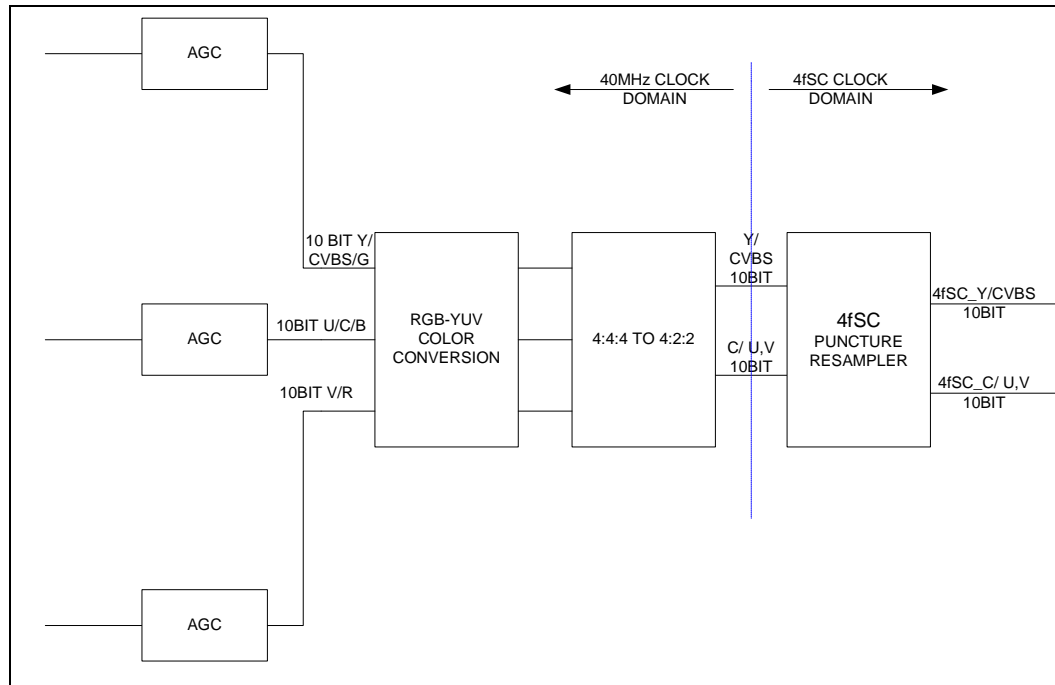 AGC
40MHz CLOCK
DOMAIN
4fSC CLOCK
DOMAIN
10 BIT Y/
CVBS/G
Y/
CVBS
10BIT
4fSC_Y/CVBS
10BIT
AGC
10BIT U/C/B
RGB-YUV
COLOR
CONVERSION
4:4:4 TO 4:2:2
4fSC
PUNCTURE
RESAMPLER
C/ U,V
10BIT
4fSC_C/ U,V
10BIT
10BIT V/R
AGC